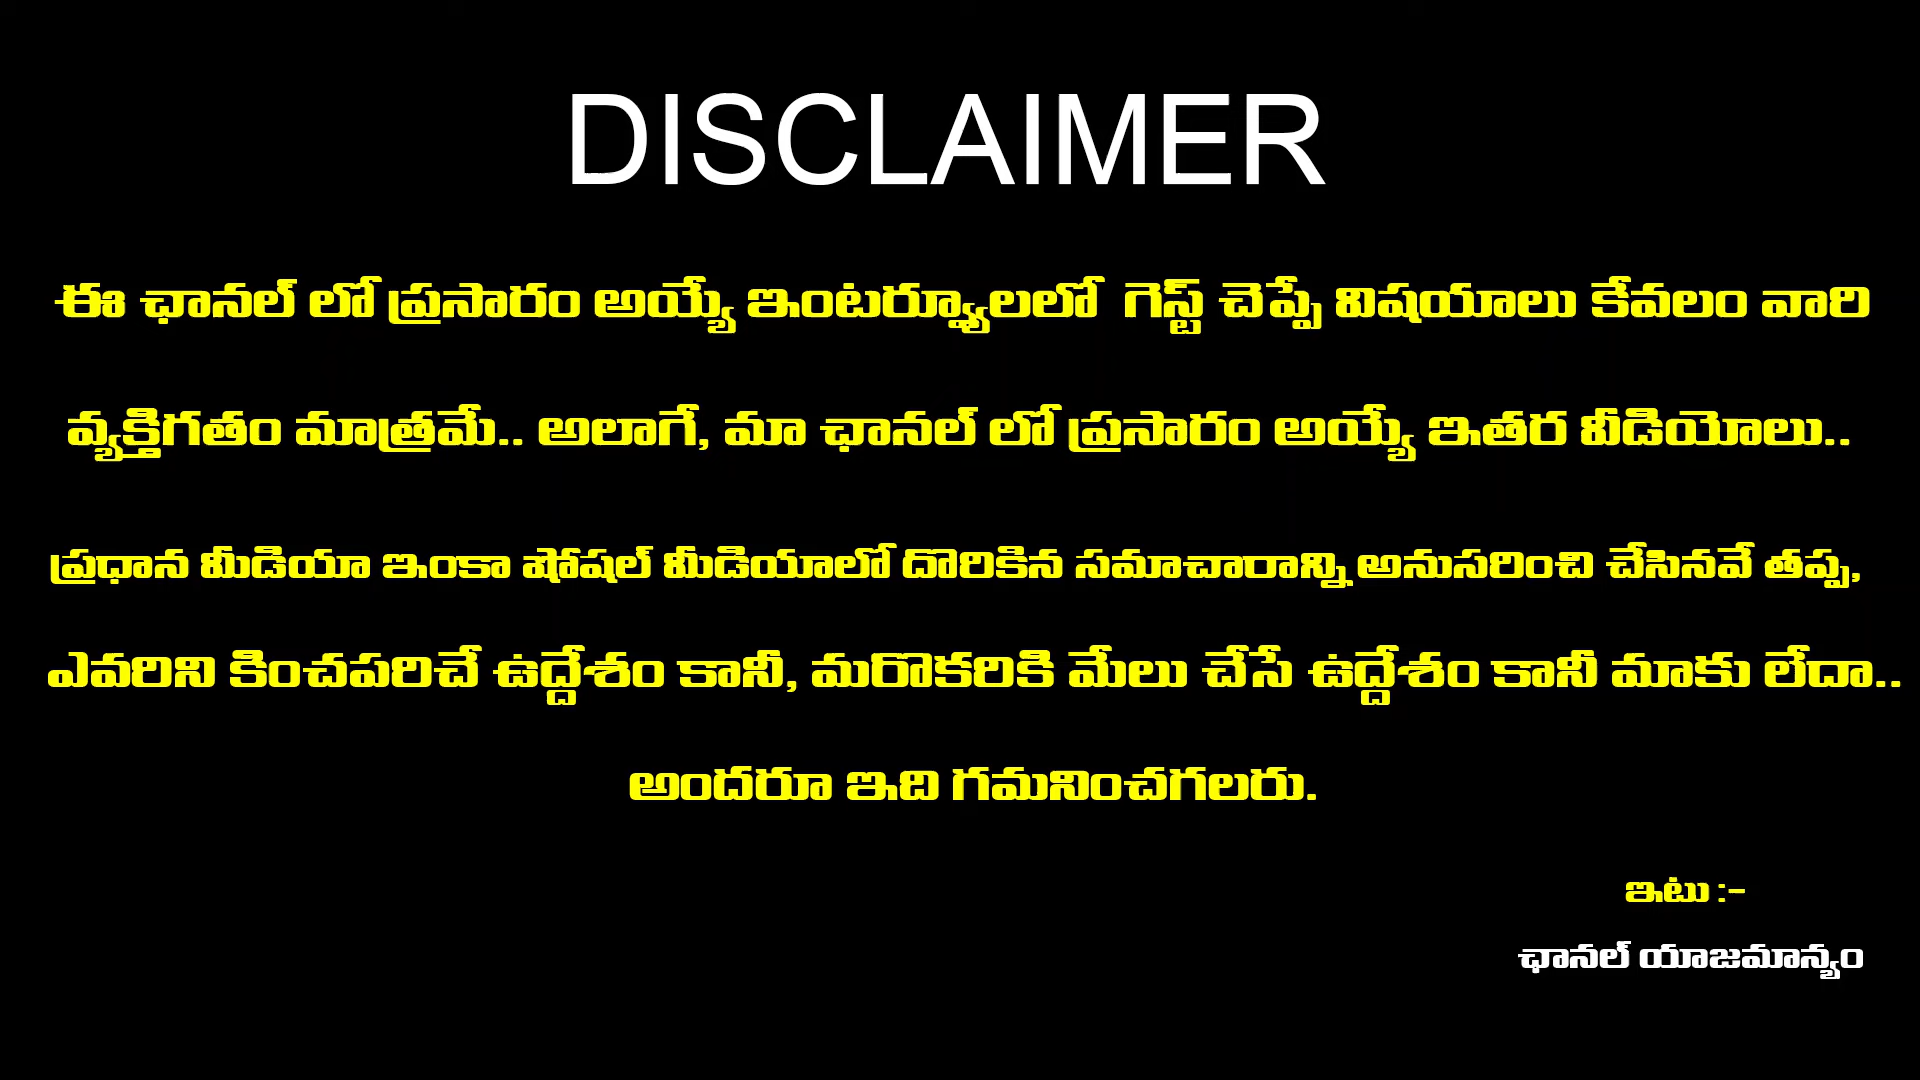 DISCLAIMER
ఈ ఛానల్ లో ప్రసారం అయ్యే ఇంటర్వ్యూలలో గెస్ట్ చెప్పే విషయాలు కేవలం వారి
వ్యక్తిగతం మాత్రమే.. అలాగే, మా ఛానల్ లో ప్రసారం అయ్యే ఇతర వీడియోలు..
ప్రధాన మీడియా ఇంకా షోషల్ మీడియాలో దొరికిన సమాచారాన్ని అనుసరించి చేసినవే తప్ప,
ఎవరిని కించపరిచే ఉద్దేశం కానీ, మరొకరికి మేలు చేసే ఉద్దేశం కానీ మాకు లేదా..
అందరూ ఇది గమనించగలరు.
ఇటు :-
ఛానల్ యాజమాన్యం